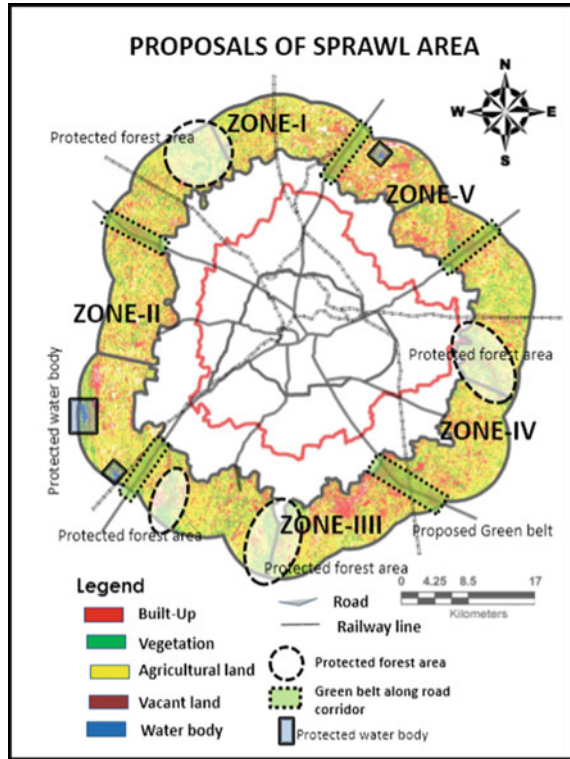 PROPOSALS OF SPRAWL AREA
N
W
E
S
Protected forest area
ZONE-I
ZONE-V
ZONE-II
Protected forest area
Protected water body
ZONE-IV
Protected forest area
ZONE-IIII
Proposed Green belt
Protected forest area
0 4.25 8.5 17
Kilometers
Legend
Built-Up
Vegetation
Agricultural land
Vacant land
Water body
Road
Railway line
Protected forest area
Green belt along road
corridor
Protected water body